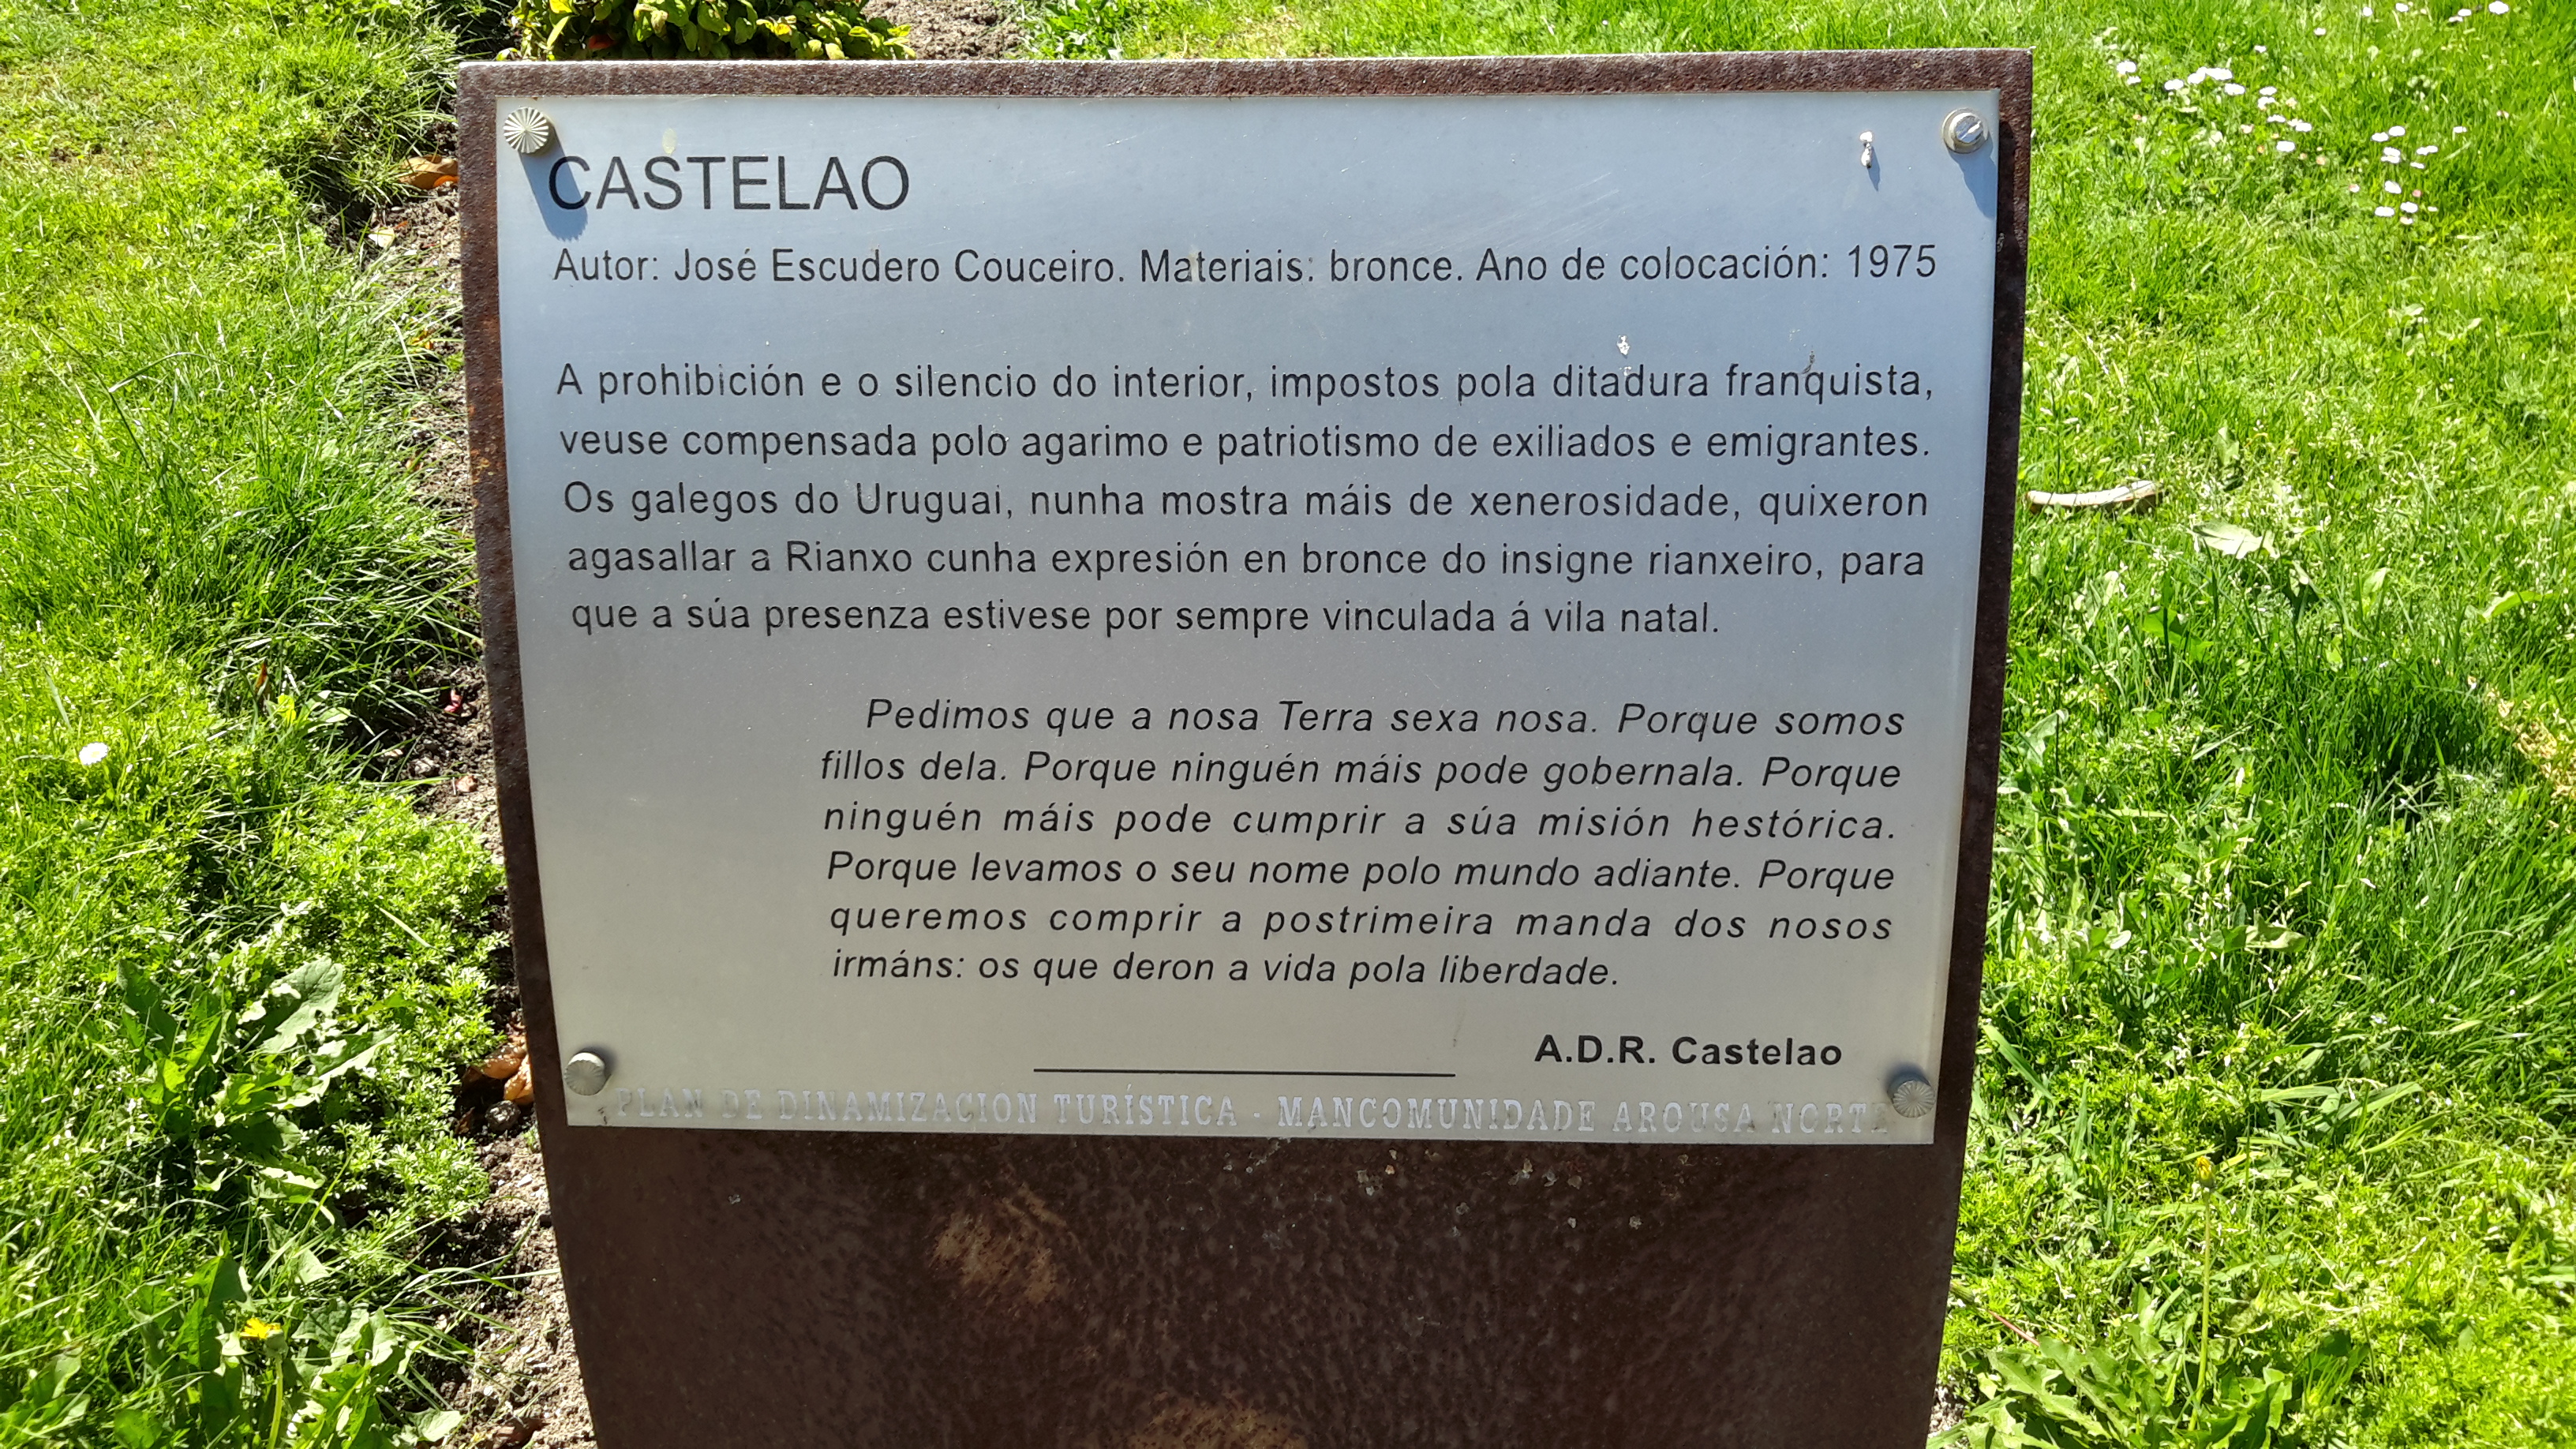 CASTELAO
Autor: José Escudero Couceiro. Materiais: bronce. Ano de colocación: 1975
A prohibición e o silencio do interior, impostos pola ditadura franquista,
veuse compensada polo agarimo e patriotismo de exiliados e emigrantes.
Os galegos do Uruguai, nunha mostra máis de xenerosidade, quixeron
agasallar a Rianxo cunha expresión en bronce do insigne rianxeiro, para
que a súa presenza estivese por sempre vinculada á vila natal.
Pedimos que a nosa Terra sexa nosa. Porque somos
fillos dela. Porque ninguén máis pode gobernala. Porque
ninguén máis pode cumprir a súa misión hestórica.
Porque levamos o seu nome polo mundo adiante. Porque
queremos comprir a postrimeira manda dos nosos
irmáns: os que deron a vida pola liberdade.
A.D.R. Castelao
PLAN DE DINAMIZACION TURÍSTICA - MANCOMUNIDADE AROUSA NORTE